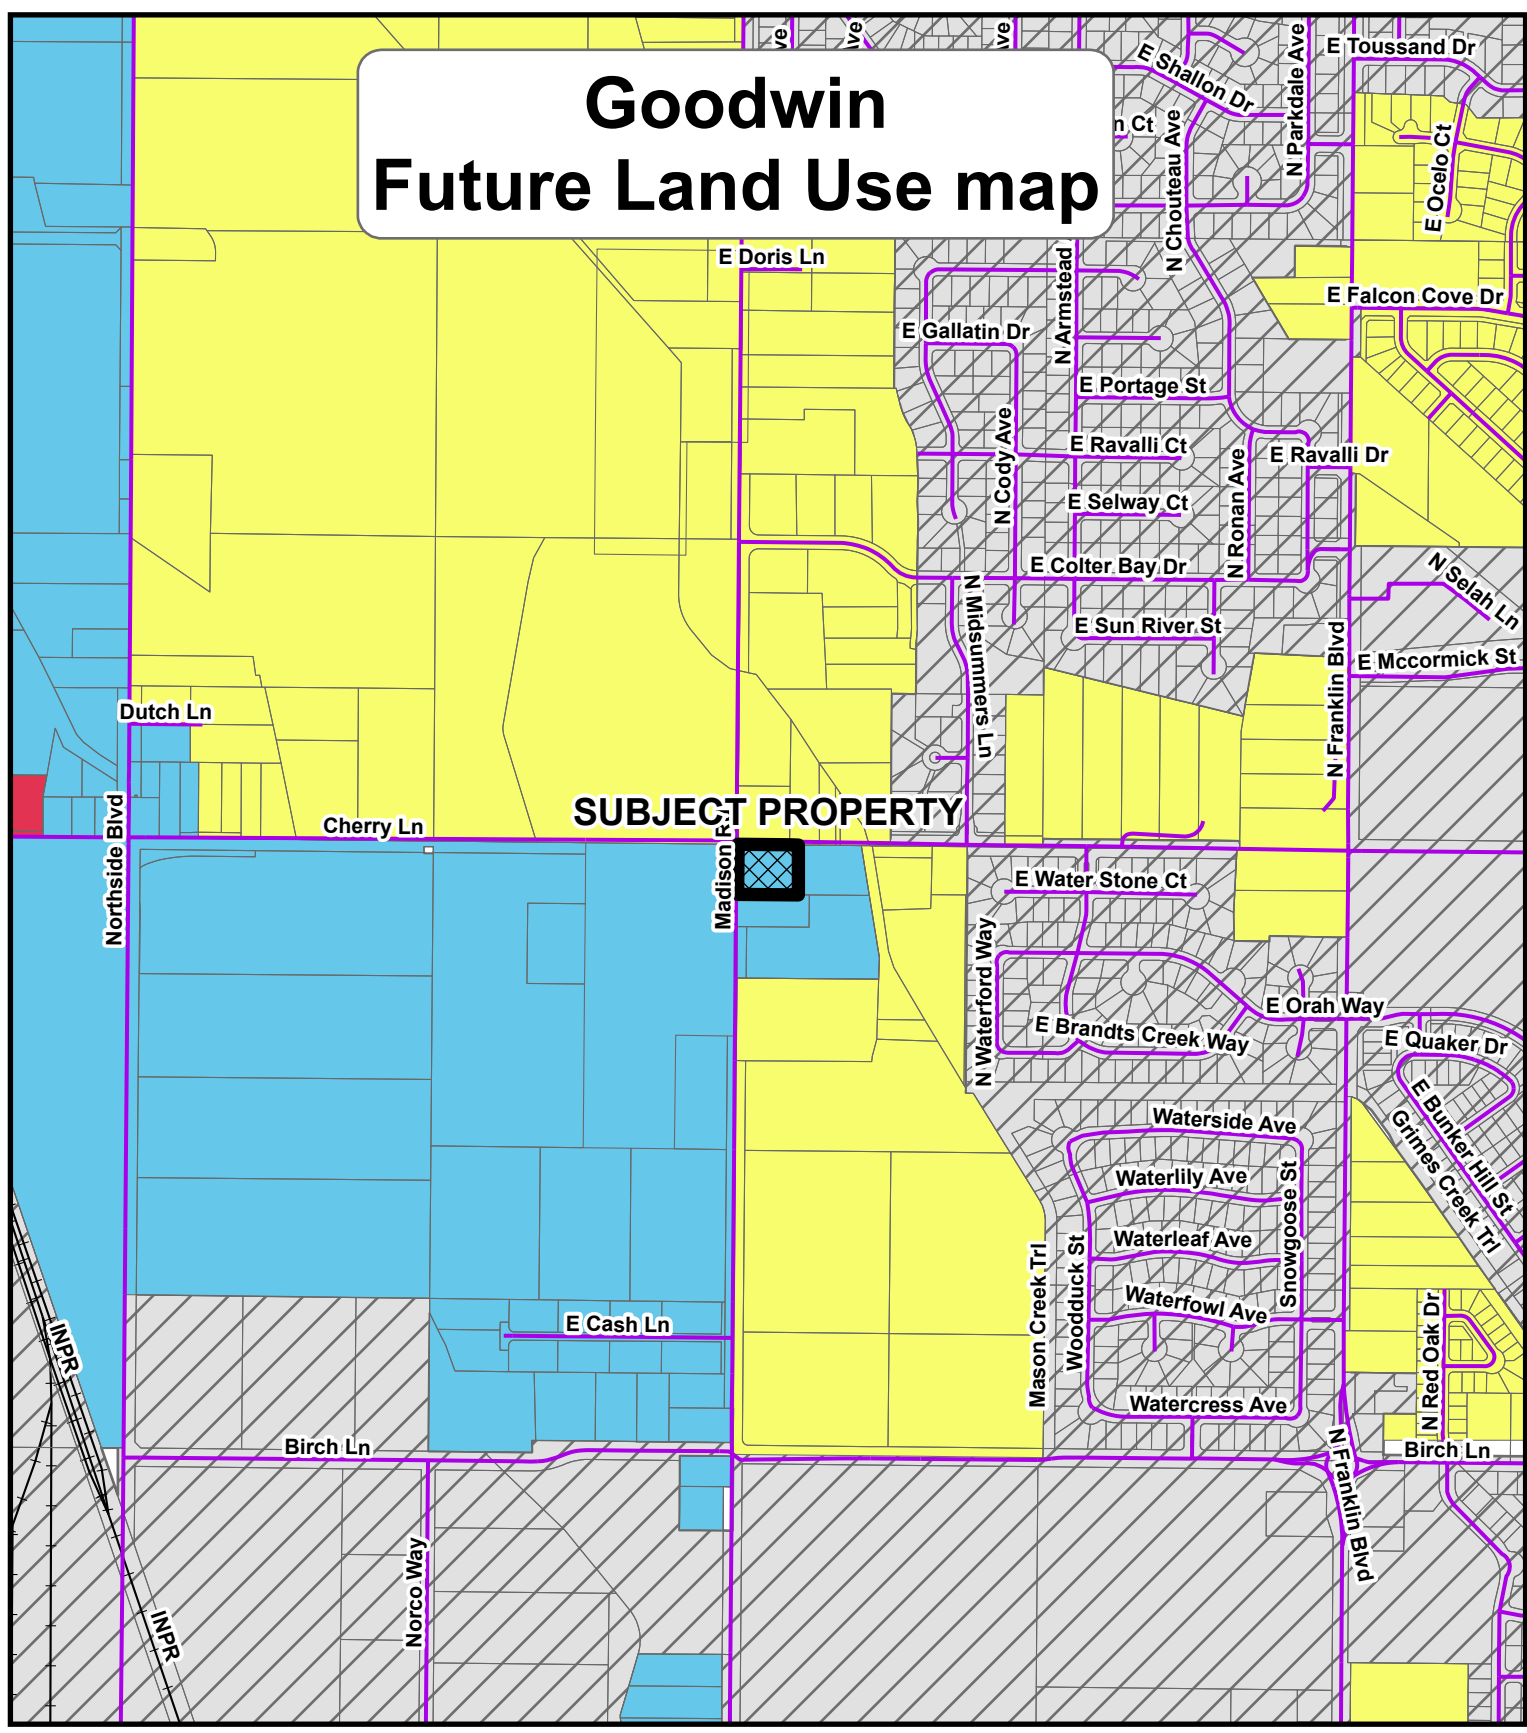 Goodwin
Future Land Use map
ve
ve
ve
E Shallon Dr
N Parkdale Ave
E Toussand Dr
n Ct
N Chouteau Ave
E Ocelo Ct
E Doris Ln
N Armstead
E Falcon Cove Dr
E Gallatin Dr
E Portage St
N Cody Ave
E Ravalli Ct
N Ronan Ave
E Ravalli Dr
E Selway Ct
E Colter Bay Dr
N Selah Ln
N Midsummers Ln
E Sun River St
N Franklin Blvd
E Mccormick St
Dutch Ln
SUBJECT PROPERTY
Cherry Ln
Northside Blvd
Madison R
E Water Stone Ct
N Waterford Way
E Orah Way
E Brandts Creek Way
E Quaker Dr
E Bunker Hill St
Grimes Creek Trl
Waterside Ave
Waterlily Ave
Snowgoose St
Waterleaf Ave
Woodduck St
Mason Creek Trl
Waterfowl Ave
E Cash Ln
INPR
N Red Oak Dr
Watercress Ave
Birch Ln
Birch Ln
N Franklin Blvd
Norco Way
INPR